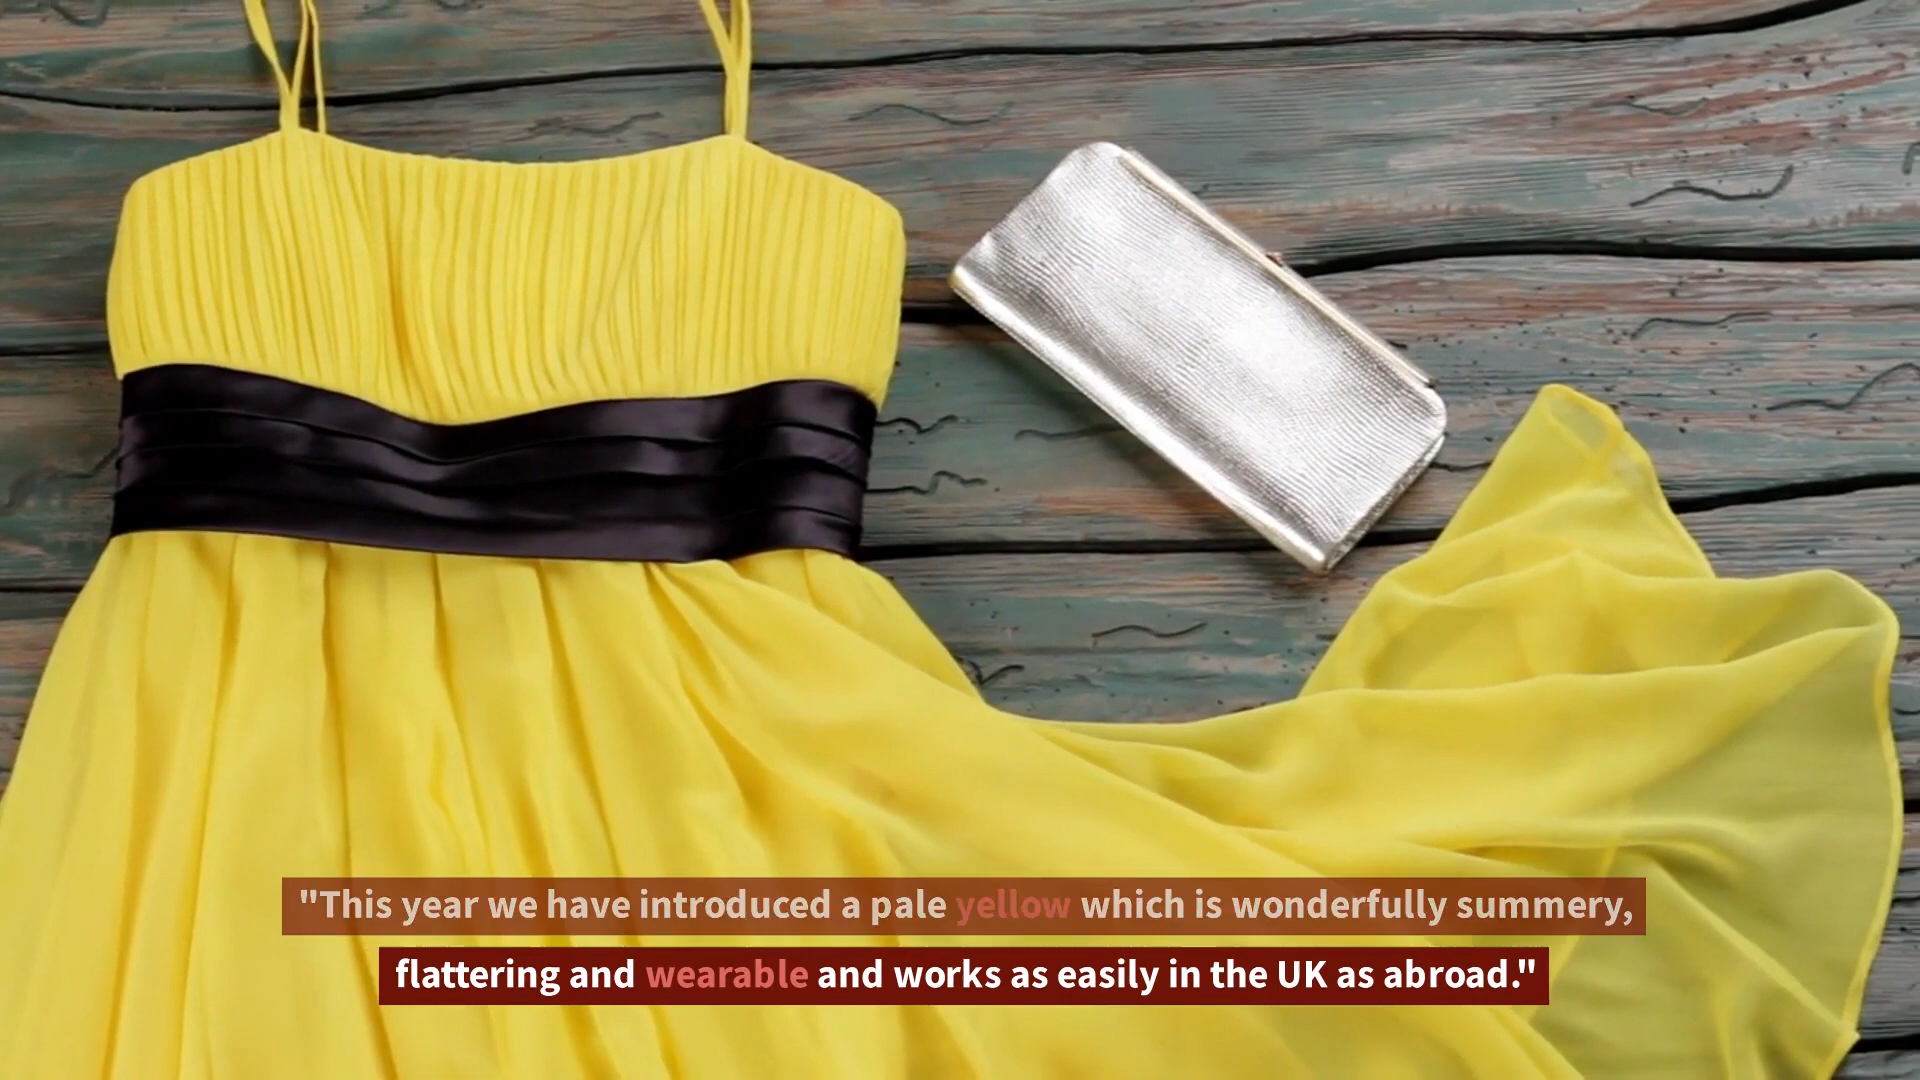 "This year we have introduced a pale yellow which is wonderfully summery,
flattering and wearable and works as easily in the UK as abroad."